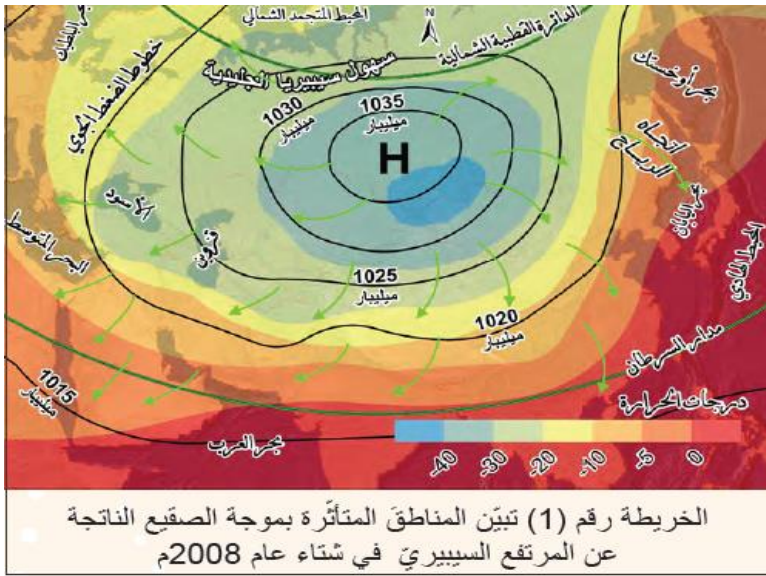 المحيط المتجمد الشمالي
N
الدائرة القطبية الشمالية
بحر البلطيق
خطوط الضغط الجوي
سهول سيبيريا الجليدية
بحر أوخستك
1035
ميليبار
1030
ميليبار
H
اتجاه
الرياح
بحر اليابان
المحيط الهادي
الأسود
قزوين
البحر المتوسط
1025
ميليبار
1020
ميليبار
مدار السرطان
1015
ميليبار
درجات الحرارة
بحر العرب
-40 -30 -20 -10 -5 0
الخريطة رقم (1) تبيّن المناطقَ المتأثّرة بموجة الصقيع الناتجة
عن المرتفع السيبيريّ في شتاء عام 2008م